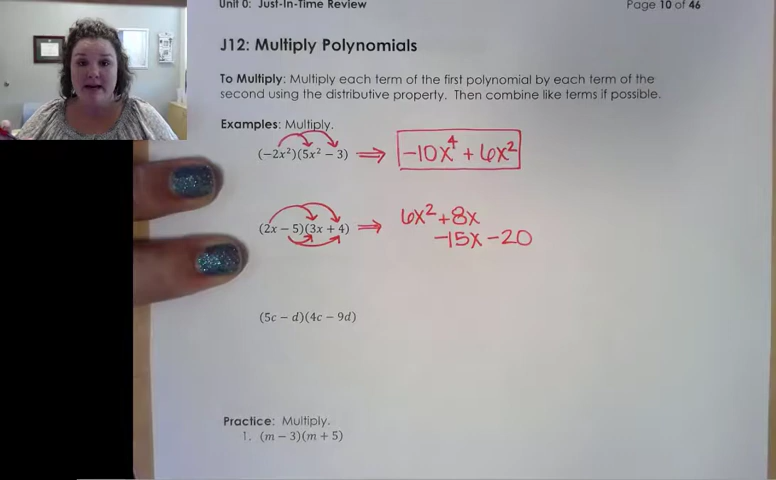 Unit 0: Just-In-Time Review
Page 10 of 46
J12: Multiply Polynomials
To Multiply: Multiply each term of the first polynomial by each term of the
second using the distributive property. Then combine like terms if possible.
Examples: Multiply.
(−2x²)(5x² − 3) ⇒ −10x⁴ + 6x²
(2x − 5)(3x + 4) ⇒ 6x² + 8x
−15x − 20
(5c − d)(4c − 9d)
Practice: Multiply.
1. (m − 3)(m + 5)